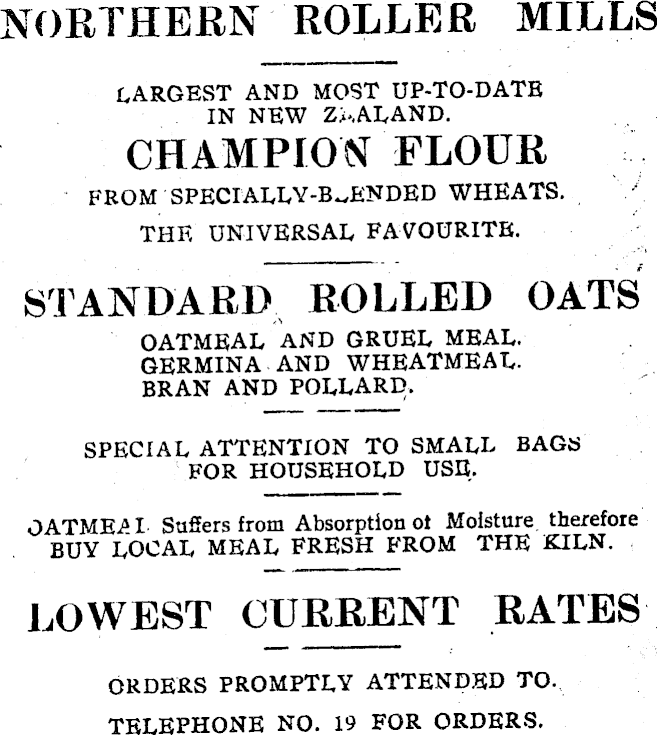 NORTHERN ROLLER MILLS
LARGEST AND MOST UP-TO-DATE
IN NEW ZEALAND.
CHAMPION FLOUR
FROM SPECIALLY-BLENDED WHEATS.
THE UNIVERSAL FAVOURITE.
STANDARD ROLLED OATS
OATMEAL AND GRUEL MEAL.
GERMINA AND WHEATMEAL.
BRAN AND POLLARD.
SPECIAL ATTENTION TO SMALL BAGS
FOR HOUSEHOLD USE.
OATMEAL Suffers from Absorption of Moisture therefore
BUY LOCAL MEAL FRESH FROM THE KILN.
LOWEST CURRENT RATES
ORDERS PROMPTLY ATTENDED TO.
TELEPHONE NO. 19 FOR ORDERS.